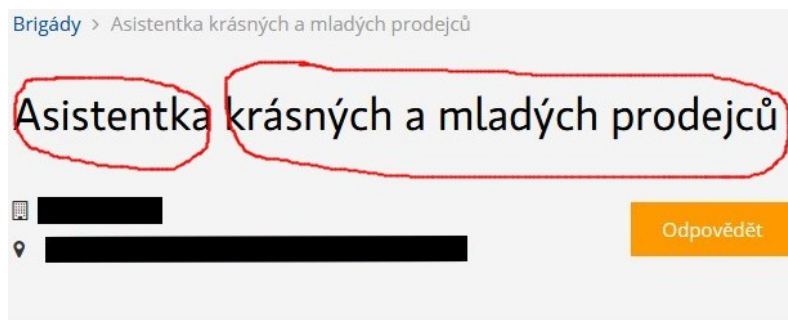 Brigády > Asistentka krásných a mladých prodejců
Asistentka krásných a mladých prodejců
Odpovědět